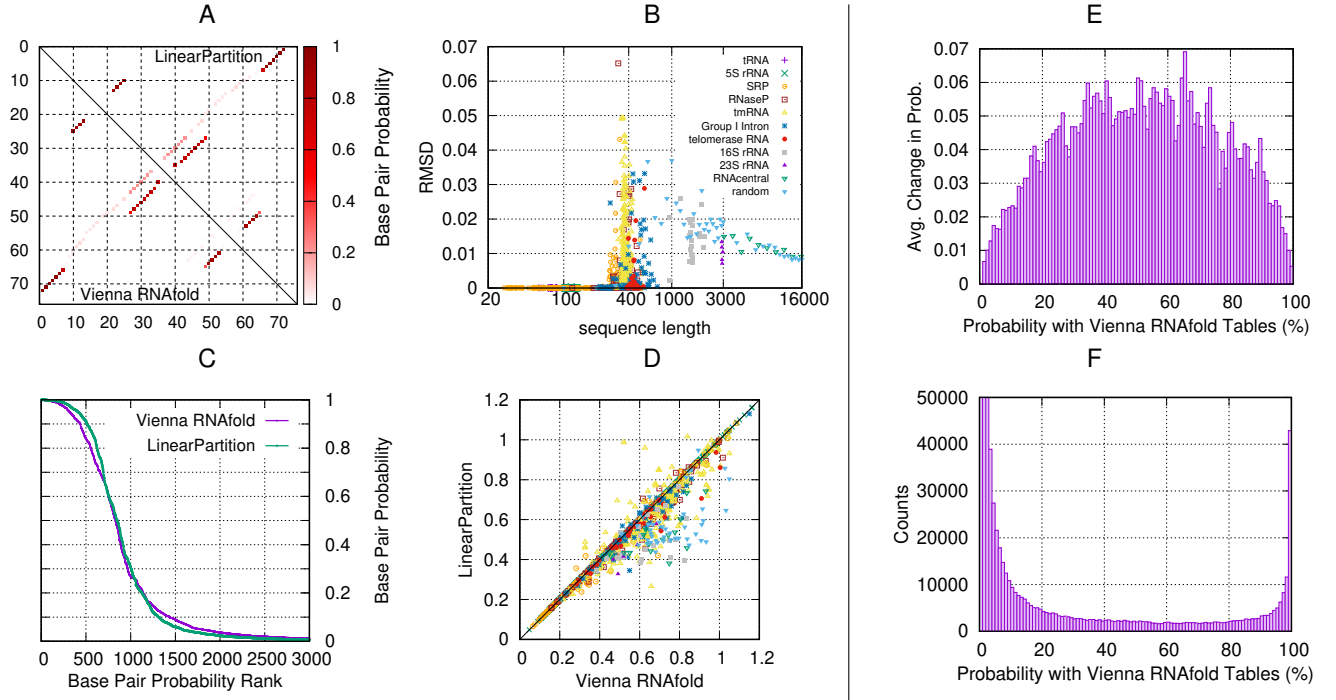 A
LinearPartition
Vienna RNAfold
0
10
20
30
40
50
60
70
0 10 20 30 40 50 60 70
1
0.8
0.6
0.4
0.2
0
Base Pair Probability
B
RMSD
0.07
0.06
0.05
0.04
0.03
0.02
0.01
0
20 100 400 1000 3000 16000
sequence length
tRNA
5S rRNA
SRP
RNaseP
tmRNA
Group I Intron
telomerase RNA
16S rRNA
23S rRNA
RNAcentral
random
E
Avg. Change in Prob.
0.07
0.06
0.05
0.04
0.03
0.02
0.01
0
0 20 40 60 80 100
Probability with Vienna RNAfold Tables (%)
C
Vienna RNAfold
LinearPartition
1
0.8
0.6
0.4
0.2
0
Base Pair Probability
0 500 1000 1500 2000 2500 3000
Base Pair Probability Rank
D
LinearPartition
1.2
1
0.8
0.6
0.4
0.2
0
0 0.2 0.4 0.6 0.8 1 1.2
Vienna RNAfold
F
Counts
50000
40000
30000
20000
10000
0
0 20 40 60 80 100
Probability with Vienna RNAfold Tables (%)